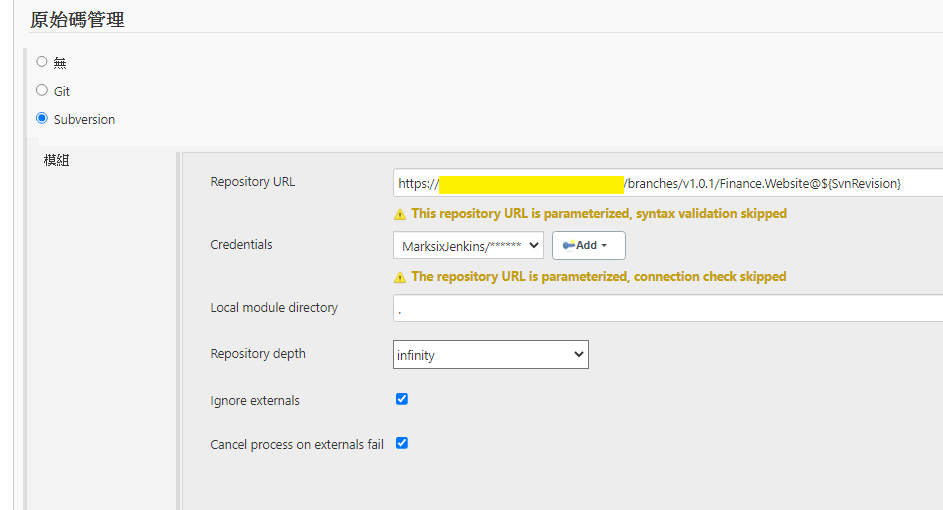 原始碼管理
無
Git
Subversion
模組
Repository URL
https:// /branches/v1.0.1/Finance.Website@${SvnRevision}
This repository URL is parameterized, syntax validation skipped
Credentials
MarksixJenkins/******
Add
The repository URL is parameterized, connection check skipped
Local module directory
.
Repository depth
infinity
Ignore externals
Cancel process on externals fail